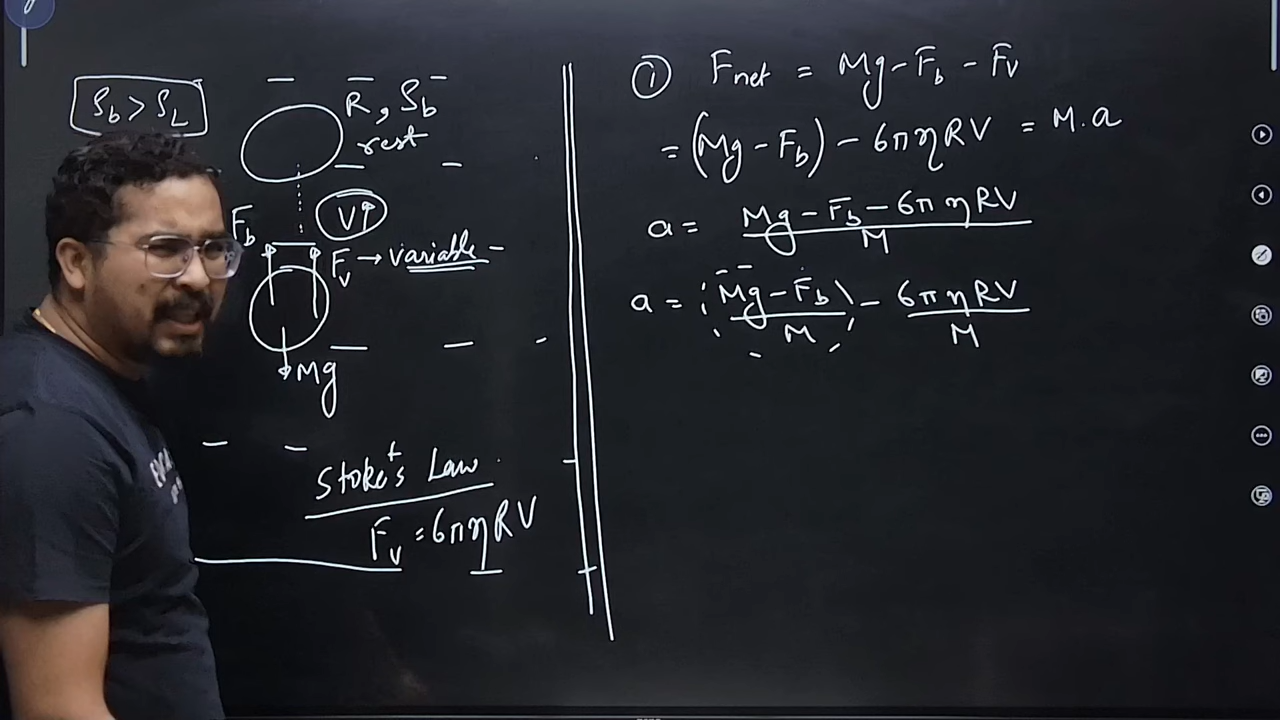 ρb > ρL
R, ρb
rest
V↑
Fb
Fv → variable
Mg
Stoke's Law
Fv = 6πηRV
① Fnet = Mg - Fb - Fv
= (Mg - Fb) - 6πηRV = M.a
a = Mg - Fb - 6πηRV / M
a = (Mg - Fb / M) - 6πηRV / M